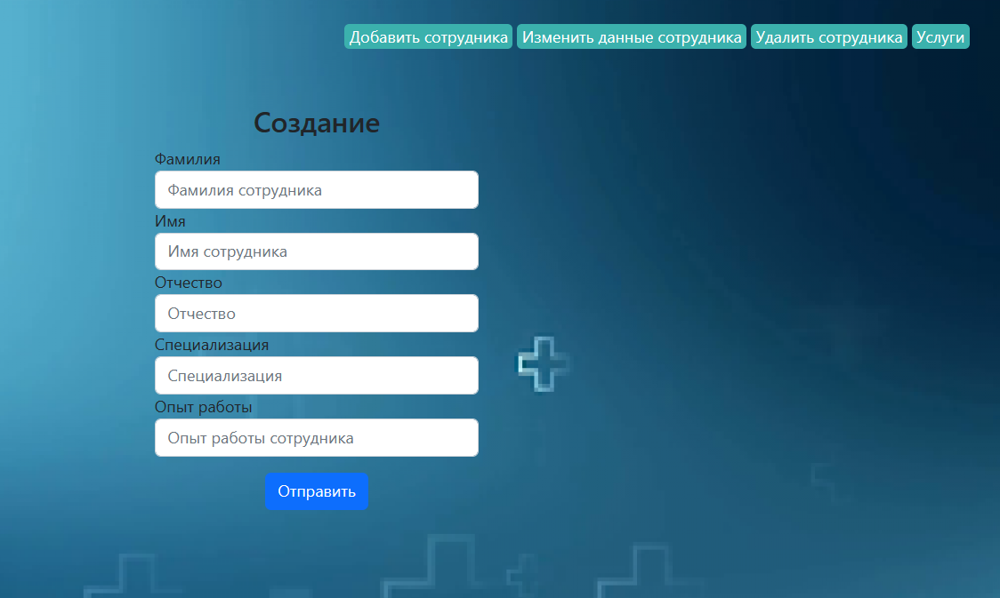 Добавить сотрудника Изменить данные сотрудника Удалить сотрудника Услуги
Создание
Фамилия
Фамилия сотрудника
Имя
Имя сотрудника
Отчество
Отчество
Специализация
Специализация
Опыт работы
Опыт работы сотрудника
Отправить